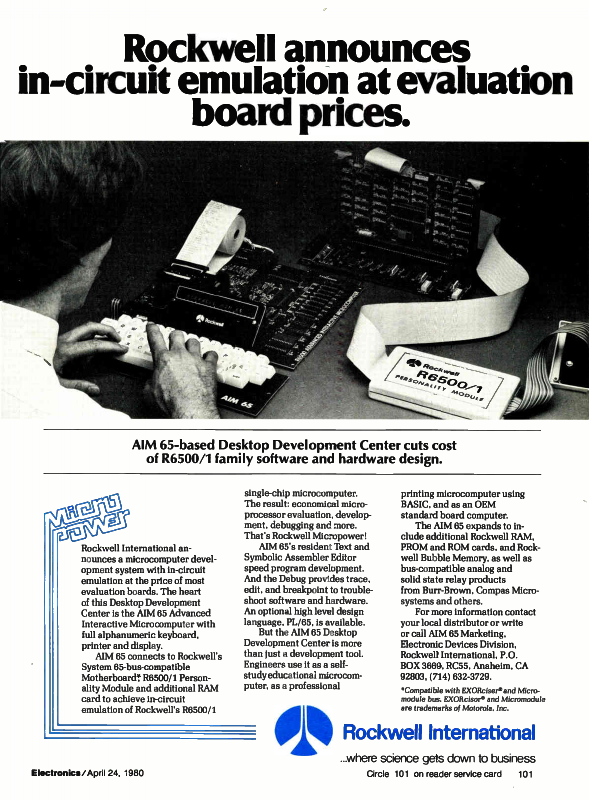 Rockwell announces
in-circuit emulation at evaluation
board prices.
Rockwell
R6500 ADVANCED INTERACTIVE MICROCOMPUTER
AIM 65
Rockwell
R6500/1
PERSONALITY MODULE
AIM 65-based Desktop Development Center cuts cost
of R6500/1 family software and hardware design.
Micro
Power
Rockwell International an-
nounces a microcomputer devel-
opment system with in-circuit
emulation at the price of most
evaluation boards. The heart
of this Desktop Development
Center is the AIM 65 Advanced
Interactive Microcomputer with
full alphanumeric keyboard,
printer and display.
AIM 65 connects to Rockwell's
System 65-bus-compatible
Motherboard*, R6500/1 Person-
ality Module and additional RAM
card to achieve in-circuit
emulation of Rockwell's R6500/1
single-chip microcomputer.
The result: economical micro-
processor evaluation, develop-
ment, debugging and more.
That's Rockwell Micropower!
AIM 65's resident Text and
Symbolic Assembler Editor
speed program development.
And the Debug provides trace,
edit, and breakpoint to trouble-
shoot software and hardware.
An optional high level design
language, PL/65, is available.
But the AIM 65 Desktop
Development Center is more
than just a development tool.
Engineers use it as a self-
study educational microcom-
puter, as a professional
printing microcomputer using
BASIC, and as an OEM
standard board computer.
The AIM 65 expands to in-
clude additional Rockwell RAM,
PROM and ROM cards, and Rock-
well Bubble Memory, as well as
bus-compatible analog and
solid state relay products
from Burr-Brown, Compas Micro-
systems and others.
For more information contact
your local distributor or write
or call AIM 65 Marketing,
Electronic Devices Division,
Rockwell International, P.O.
BOX 3669, RC55, Anaheim, CA
92803, (714) 632-3729.
*Compatible with EXORciser® and Micro-
module bus. EXORcisor® and Micromodule
are trademarks of Motorola, Inc.
Rockwell International
...where science gets down to business
Electronics/April 24, 1980
Circle 101 on reader service card 101